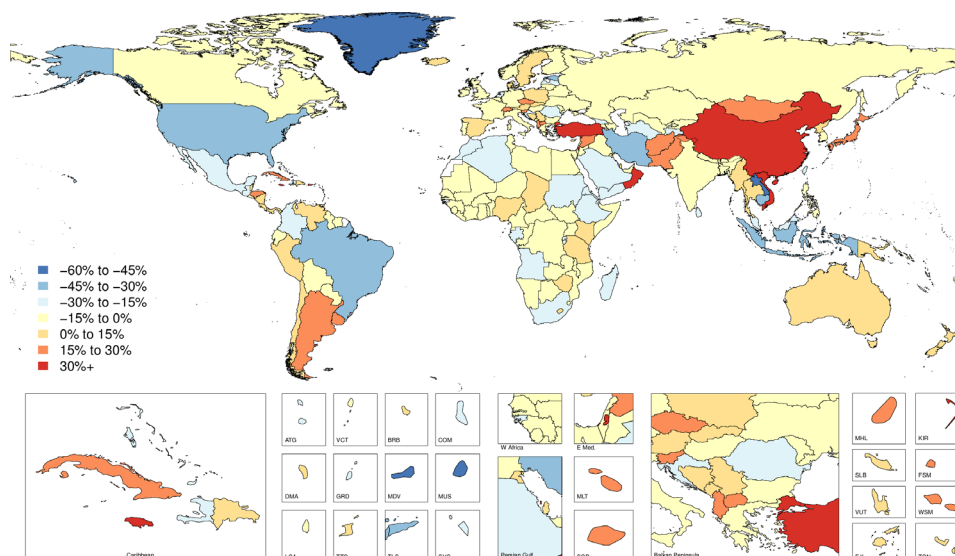 −60% to −45%
−45% to −30%
−30% to −15%
−15% to 0%
0% to 15%
15% to 30%
30%+
ATG
VCT
BRB
COM
W Africa
E Med.
MHL
KIR
DMA
GRD
MDV
MUS
MLT
SLB
FSM
VUT
WSM
Caribbean
Persian Gulf
Balkan Peninsula